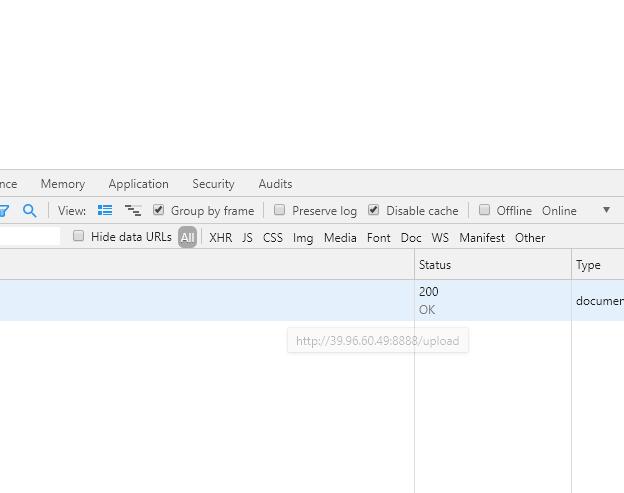 nce Memory Application Security Audits
View: Group by frame Preserve log Disable cache Offline Online
Hide data URLs All XHR JS CSS Img Media Font Doc WS Manifest Other
Status Type
200
OK
documen
http://39.96.60.49:8888/upload